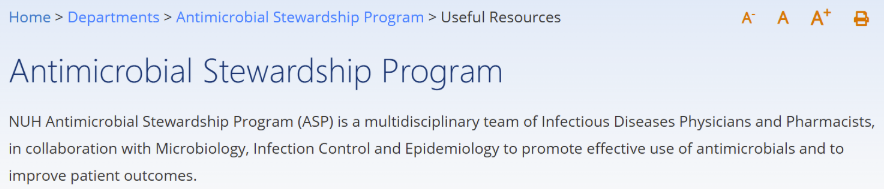 Home > Departments > Antimicrobial Stewardship Program > Useful Resources A- A A+
Antimicrobial Stewardship Program
NUH Antimicrobial Stewardship Program (ASP) is a multidisciplinary team of Infectious Diseases Physicians and Pharmacists,
in collaboration with Microbiology, Infection Control and Epidemiology to promote effective use of antimicrobials and to
improve patient outcomes.